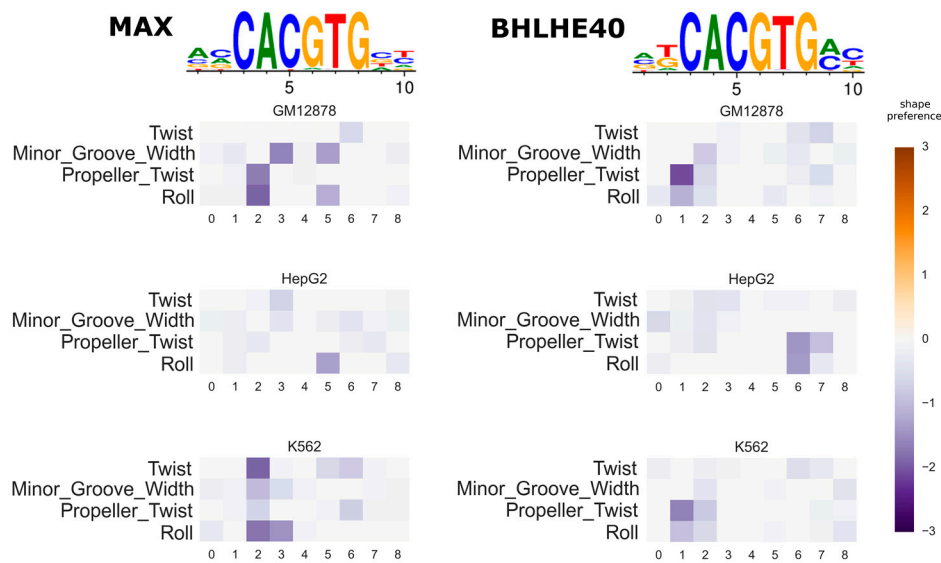 MAX
CACGTG
5
10
BHLHE40
CACGTG
5
10
GM12878
Twist
Minor_Groove_Width
Propeller_Twist
Roll
0 1 2 3 4 5 6 7 8
GM12878
Twist
Minor_Groove_Width
Propeller_Twist
Roll
0 1 2 3 4 5 6 7 8
HepG2
Twist
Minor_Groove_Width
Propeller_Twist
Roll
0 1 2 3 4 5 6 7 8
HepG2
Twist
Minor_Groove_Width
Propeller_Twist
Roll
0 1 2 3 4 5 6 7 8
K562
Twist
Minor_Groove_Width
Propeller_Twist
Roll
0 1 2 3 4 5 6 7 8
K562
Twist
Minor_Groove_Width
Propeller_Twist
Roll
0 1 2 3 4 5 6 7 8
shape
preference
3
2
1
0
−1
−2
−3